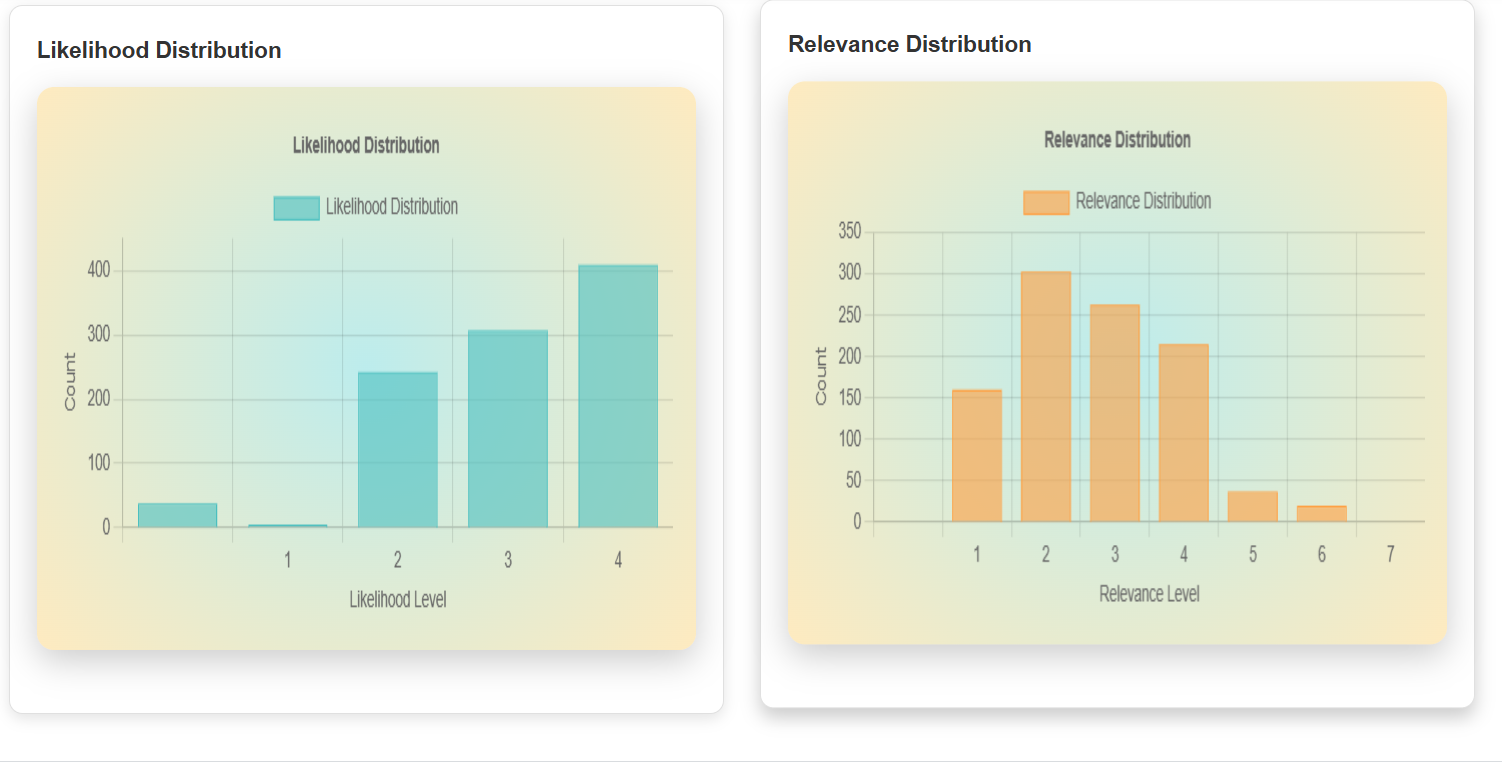 Likelihood Distribution
Likelihood Distribution
Likelihood Distribution
400
300
200
100
0
Count
1 2 3 4
Likelihood Level
Relevance Distribution
Relevance Distribution
Relevance Distribution
350
300
250
200
150
100
50
0
Count
1 2 3 4 5 6 7
Relevance Level